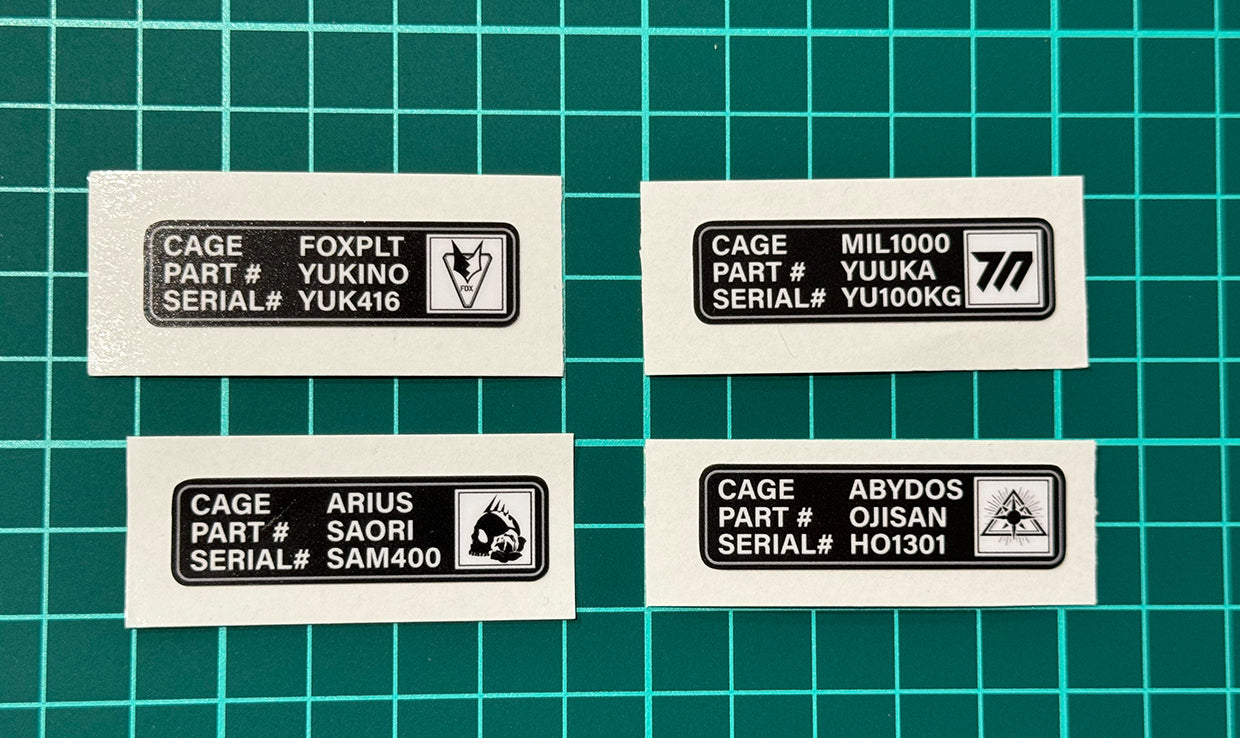 CAGE FOXPLT
PART # YUKINO
SERIAL# YUK416
FOX
CAGE MIL1000
PART # YUUKA
SERIAL# YU100KG
CAGE ARIUS
PART # SAORI
SERIAL# SAM400
CAGE ABYDOS
PART # OJISAN
SERIAL# HO1301